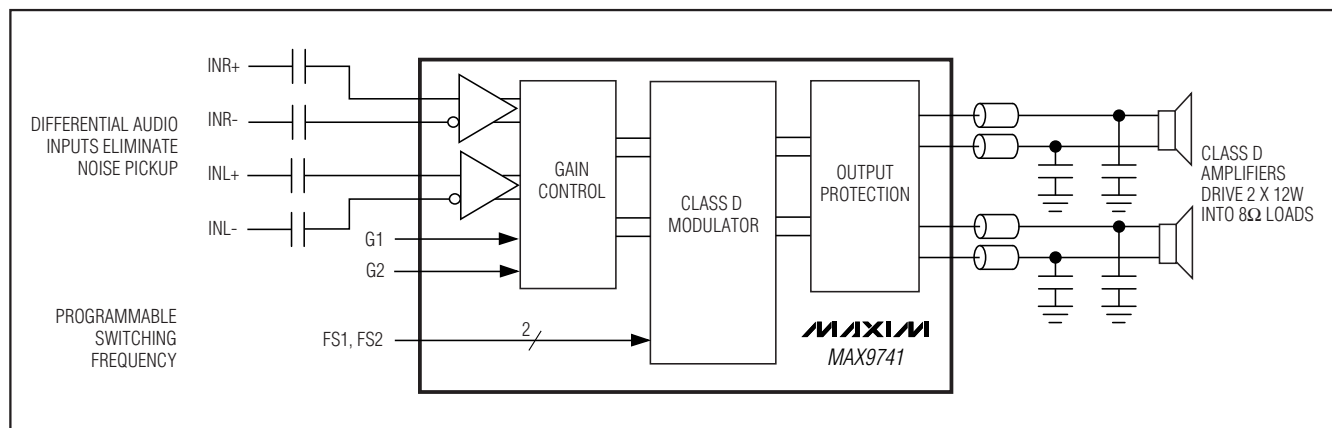 INR+
INR-
INL+
INL-
DIFFERENTIAL AUDIO
INPUTS ELIMINATE
NOISE PICKUP
G1
G2
PROGRAMMABLE
SWITCHING
FREQUENCY
FS1, FS2
2
GAIN
CONTROL
CLASS D
MODULATOR
OUTPUT
PROTECTION
MAXIM
MAX9741
CLASS D
AMPLIFIERS
DRIVE 2 X 12W
INTO 8Ω LOADS